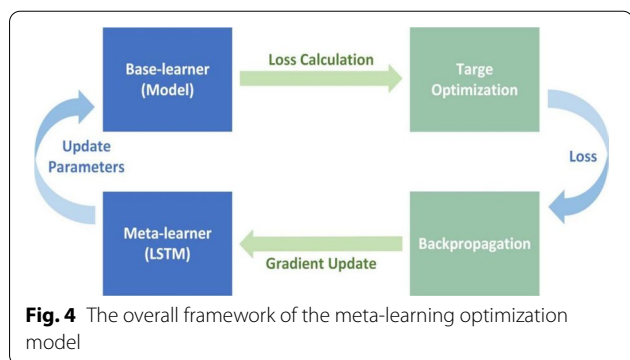 Base-learner
(Model)
Loss Calculation
Targe
Optimization
Update
Parameters
Loss
Meta-learner
(LSTM)
Gradient Update
Backpropagation
Fig. 4 The overall framework of the meta-learning optimization
model